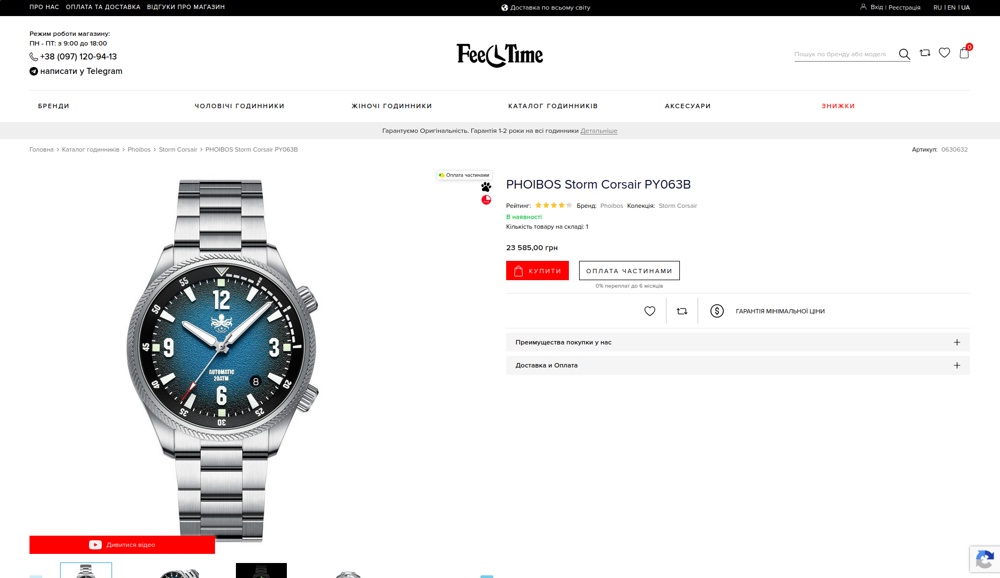 ПРО НАС ОПЛАТА ТА ДОСТАВКА ВІДГУКИ ПРО МАГАЗИН
Доставка по всьому світу
Вхід | Реєстрація RU | EN | UA
Режим роботи магазину:
ПН - ПТ: з 9:00 до 18:00
+38 (097) 120-94-13
написати у Telegram
Feel Time
Пошук по бренду або моделі
0
БРЕНДИ ЧОЛОВІЧІ ГОДИННИКИ ЖІНОЧІ ГОДИННИКИ КАТАЛОГ ГОДИННИКІВ АКСЕСУАРИ ЗНИЖКИ
Гарантуємо Оригінальність. Гарантія 1-2 роки на всі годинники Детальніше
Головна > Каталог годинників > Phoibos > Storm Corsair > PHOIBOS Storm Corsair PY063B
Артикул: 0630632
Оплата частинами
55
12
50
45 9 3
AUTOMATIC
20ATM
8
40 20
6
35 25
30
Дивитися відео
PHOIBOS Storm Corsair PY063B
Рейтинг: Бренд: Phoibos Колекція: Storm Corsair
В наявності
Кількість товару на складі: 1
23 585,00 грн
КУПИТИ ОПЛАТА ЧАСТИНАМИ
0% переплат до 6 місяців
ГАРАНТІЯ МІНІМАЛЬНОЇ ЦІНИ
Преимущества покупки у нас
Доставка и Оплата